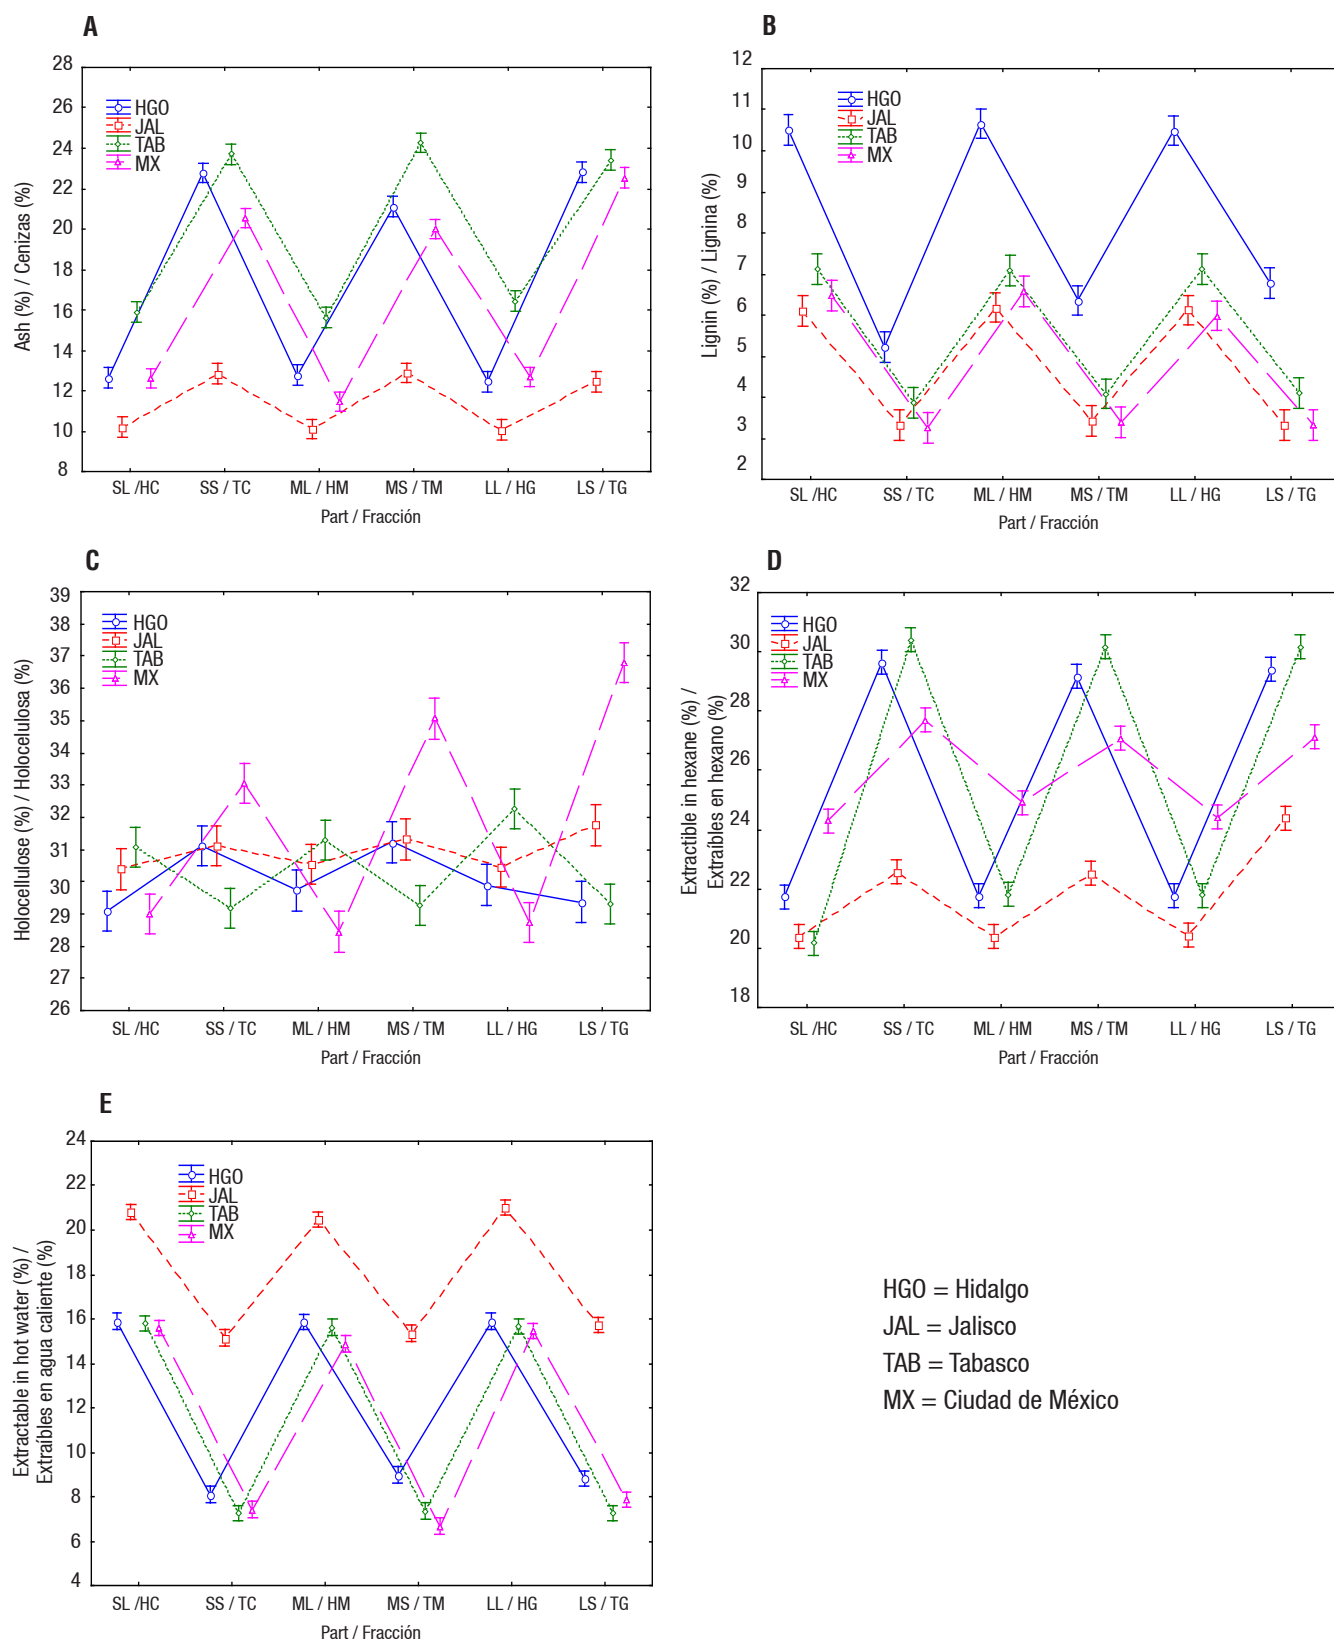 A
Ash (%) / Cenizas (%)
28
26
24
22
20
18
16
14
12
10
8
HGO
JAL
TAB
MX
SL /HC SS / TC ML / HM MS / TM LL / HG LS / TG
Part / Fracción
B
Lignin (%) / Lignina (%)
12
11
10
9
8
7
6
5
4
3
2
HGO
JAL
TAB
MX
SL /HC SS / TC ML / HM MS / TM LL / HG LS / TG
Part / Fracción
C
Holocellulose (%) / Holocelulosa (%)
39
38
37
36
35
34
33
32
31
30
29
28
27
26
HGO
JAL
TAB
MX
SL /HC SS / TC ML / HM MS / TM LL / HG LS / TG
Part / Fracción
D
Extractible in hexane (%) /
Extraíbles en hexano (%)
32
30
28
26
24
22
20
18
HGO
JAL
TAB
MX
SL /HC SS / TC ML / HM MS / TM LL / HG LS / TG
Part / Fracción
E
Extractable in hot water (%) /
Extraíbles en agua caliente (%)
24
22
20
18
16
14
12
10
8
6
4
HGO
JAL
TAB
MX
SL /HC SS / TC ML / HM MS / TM LL / HG LS / TG
Part / Fracción
HGO = Hidalgo
JAL = Jalisco
TAB = Tabasco
MX = Ciudad de México